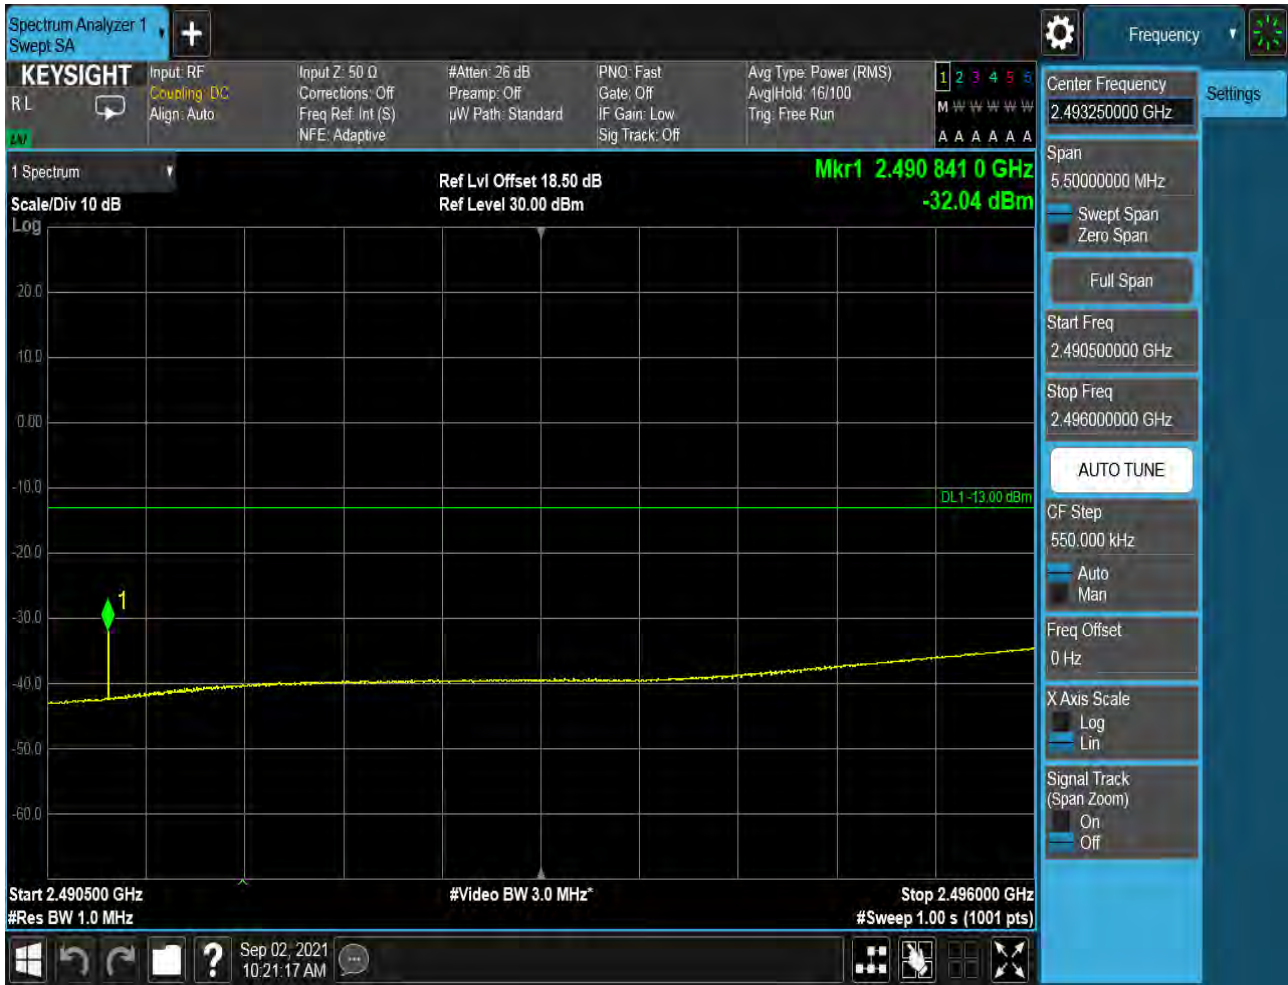 Spectrum Analyzer 1
Swept SA
Frequency
KEYSIGHT
R L
LNI
Input: RF
Coupling: DC
Align: Auto
Input Z: 50 Ω
Corrections: Off
Freq Ref: Int (S)
NFE: Adaptive
#Atten: 26 dB
Preamp: Off
µW Path: Standard
PNO: Fast
Gate: Off
IF Gain: Low
Sig Track: Off
Avg Type: Power (RMS)
Avg|Hold: 16/100
Trig: Free Run
1 2 3 4 5 6
M W W W W W
A A A A A A
1 Spectrum
Scale/Div 10 dB
Log
Ref Lvl Offset 18.50 dB
Ref Level 30.00 dBm
Mkr1 2.490 841 0 GHz
-32.04 dBm
20.0
10.0
0.00
-10.0
DL1 -13.00 dBm
-20.0
-30.0
1
-40.0
-50.0
-60.0
Start 2.490500 GHz
#Res BW 1.0 MHz
#Video BW 3.0 MHz*
Stop 2.496000 GHz
#Sweep 1.00 s (1001 pts)
Sep 02, 2021
10:21:17 AM
Center Frequency
2.493250000 GHz
Settings
Span
5.50000000 MHz
Swept Span
Zero Span
Full Span
Start Freq
2.490500000 GHz
Stop Freq
2.496000000 GHz
AUTO TUNE
CF Step
550.000 kHz
Auto
Man
Freq Offset
0 Hz
X Axis Scale
Log
Lin
Signal Track
(Span Zoom)
On
Off